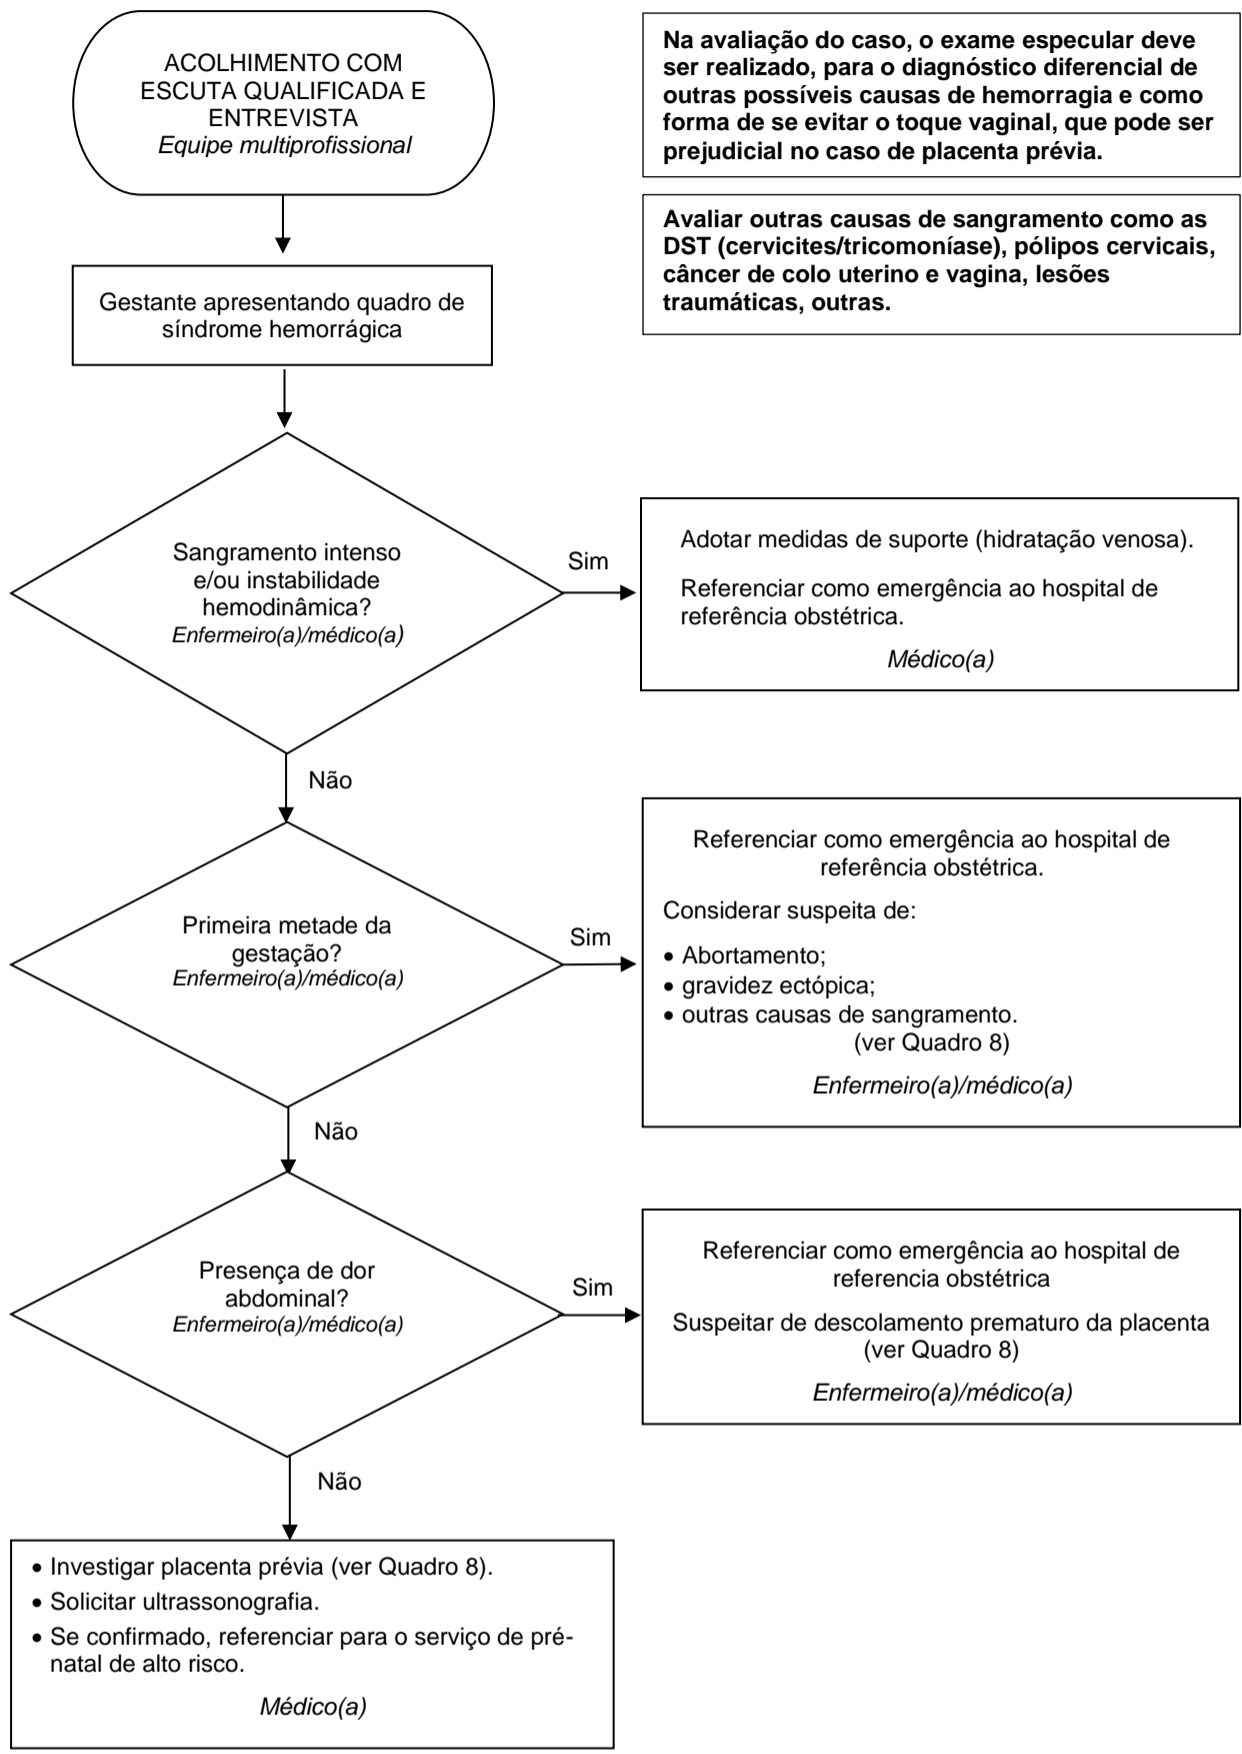 ACOLHIMENTO COM
ESCUTA QUALIFICADA E
ENTREVISTA
Equipe multiprofissional
Na avaliação do caso, o exame especular deve
ser realizado, para o diagnóstico diferencial de
outras possíveis causas de hemorragia e como
forma de se evitar o toque vaginal, que pode ser
prejudicial no caso de placenta prévia.
Avaliar outras causas de sangramento como as
DST (cervicites/tricomoníase), pólipos cervicais,
câncer de colo uterino e vagina, lesões
traumáticas, outras.
Gestante apresentando quadro de
síndrome hemorrágica
Sangramento intenso
e/ou instabilidade
hemodinâmica?
Enfermeiro(a)/médico(a)
Sim
Adotar medidas de suporte (hidratação venosa).
Referenciar como emergência ao hospital de
referência obstétrica.
Médico(a)
Não
Primeira metade da
gestação?
Enfermeiro(a)/médico(a)
Sim
Referenciar como emergência ao hospital de
referência obstétrica.
Considerar suspeita de:
• Abortamento;
• gravidez ectópica;
• outras causas de sangramento.
(ver Quadro 8)
Enfermeiro(a)/médico(a)
Não
Presença de dor
abdominal?
Enfermeiro(a)/médico(a)
Sim
Referenciar como emergência ao hospital de
referencia obstétrica
Suspeitar de descolamento prematuro da placenta
(ver Quadro 8)
Enfermeiro(a)/médico(a)
Não
• Investigar placenta prévia (ver Quadro 8).
• Solicitar ultrassonografia.
• Se confirmado, referenciar para o serviço de pré-
natal de alto risco.
Médico(a)